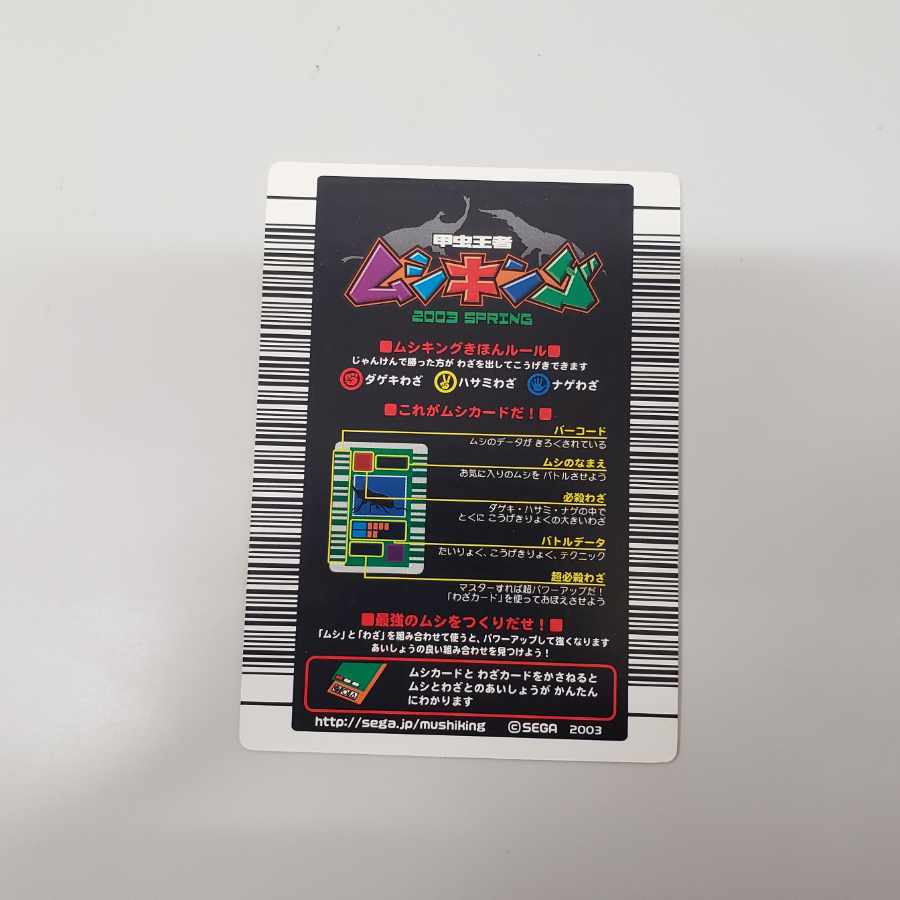 甲虫王者
ムシキング
2003 SPRING
■ムシキングきほんルール■
じゃんけんで勝った方が わざを出してこうげきできます
ダゲキわざ ハサミわざ ナゲわざ
■これがムシカードだ！■
バーコード
ムシのデータが きろくされている
ムシのなまえ
お気に入りのムシを バトルさせよう
必殺わざ
ダゲキ・ハサミ・ナゲの中で
とくに こうげきりょくの大きいわざ
バトルデータ
たいりょく、こうげきりょく、テクニック
超必殺わざ
マスターすれば超パワーアップだ！
「わざカード」を使っておぼえさせよう
■最強のムシをつくりだせ！■
「ムシ」と「わざ」を組み合わせて使うと、パワーアップして強くなります
あいしょうの良い組み合わせを見つけよう！
ムシカードと わざカードをかさねると
ムシとわざとのあいしょうが かんたん
にわかります
http://sega.jp/mushiking ©SEGA 2003